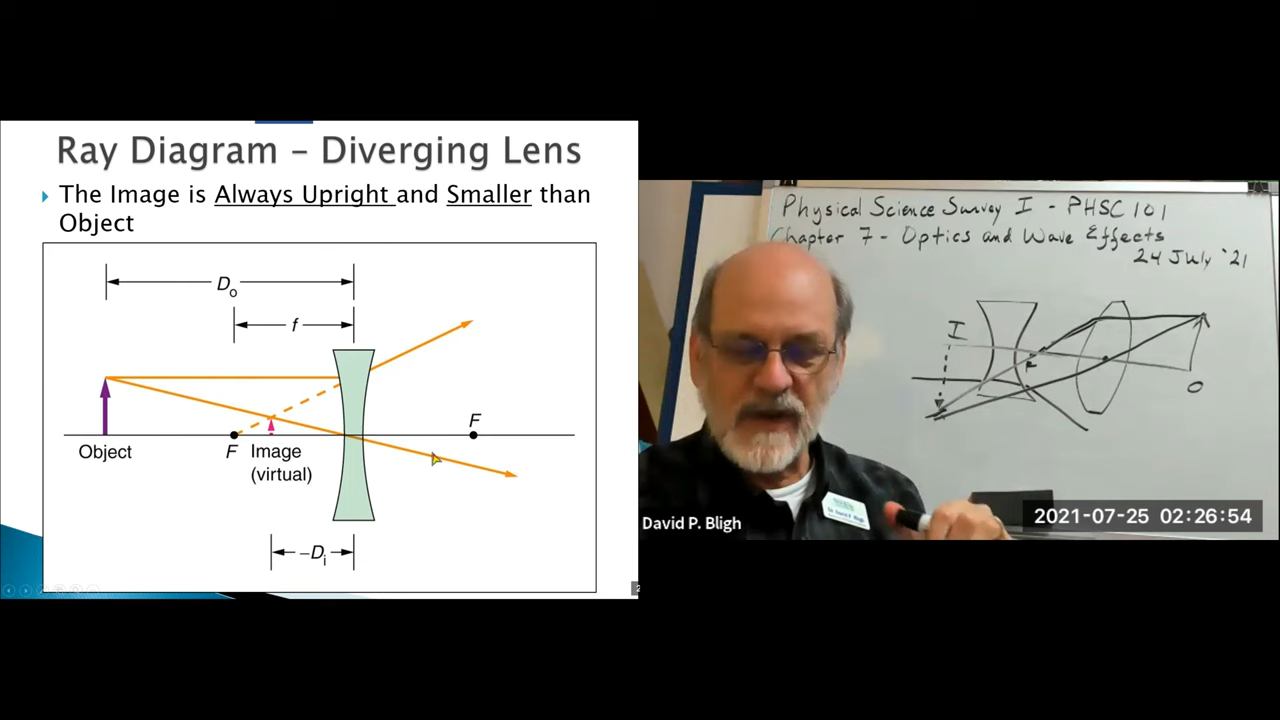 Ray Diagram – Diverging Lens
The Image is Always Upright and Smaller than
Object
D₀
f
F
F
Object
Image
(virtual)
–Dᵢ
2
Physical Science Survey I - PHSC 101
Chapter 7 - Optics and Wave Effects
24 July '21
I
F
O
David P. Bligh
2021-07-25 02:26:54